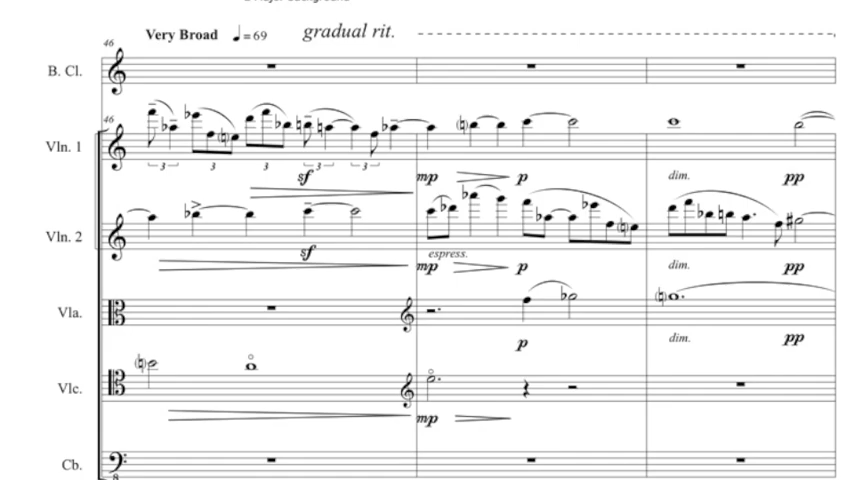 46 Very Broad ♩ = 69 gradual rit.
B. Cl.
46
Vln. 1
3 3 3 3 3
sf mp p dim. pp
Vln. 2
sf espress.
mp p dim. pp
Vla.
p dim. pp
Vlc.
mp
Cb.
8